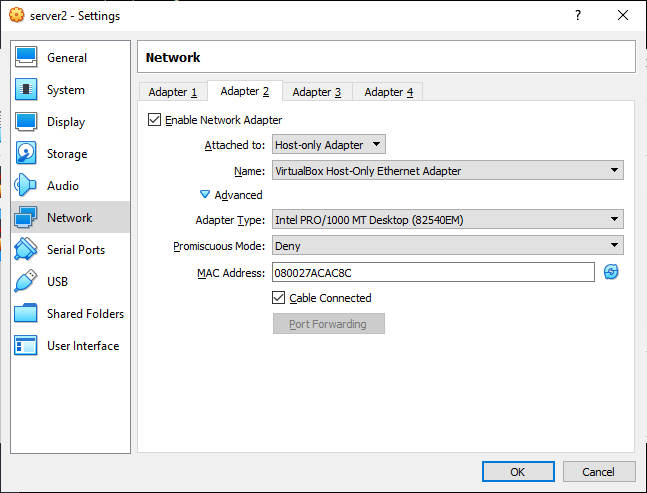 server2 - Settings
General
System
Display
Storage
Audio
Network
Serial Ports
USB
Shared Folders
User Interface
Network
Adapter 1 Adapter 2 Adapter 3 Adapter 4
Enable Network Adapter
Attached to: Host-only Adapter
Name: VirtualBox Host-Only Ethernet Adapter
Advanced
Adapter Type: Intel PRO/1000 MT Desktop (82540EM)
Promiscuous Mode: Deny
MAC Address: 080027ACAC8C
Cable Connected
Port Forwarding
OK Cancel